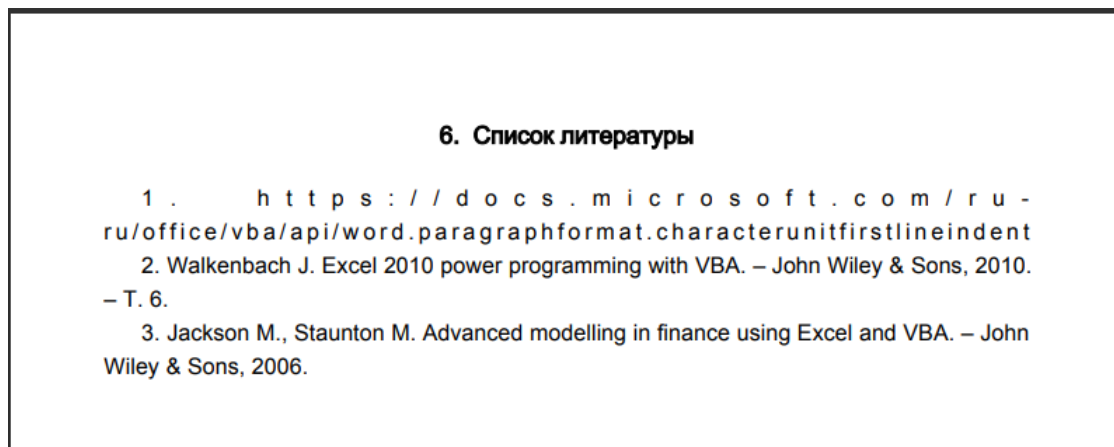 6. Список литературы
1. https://docs.microsoft.com/ru-
ru/office/vba/api/word.paragraphformat.characterunitfirstlineindent
2. Walkenbach J. Excel 2010 power programming with VBA. – John Wiley & Sons, 2010.
– T. 6.
3. Jackson M., Staunton M. Advanced modelling in finance using Excel and VBA. – John
Wiley & Sons, 2006.